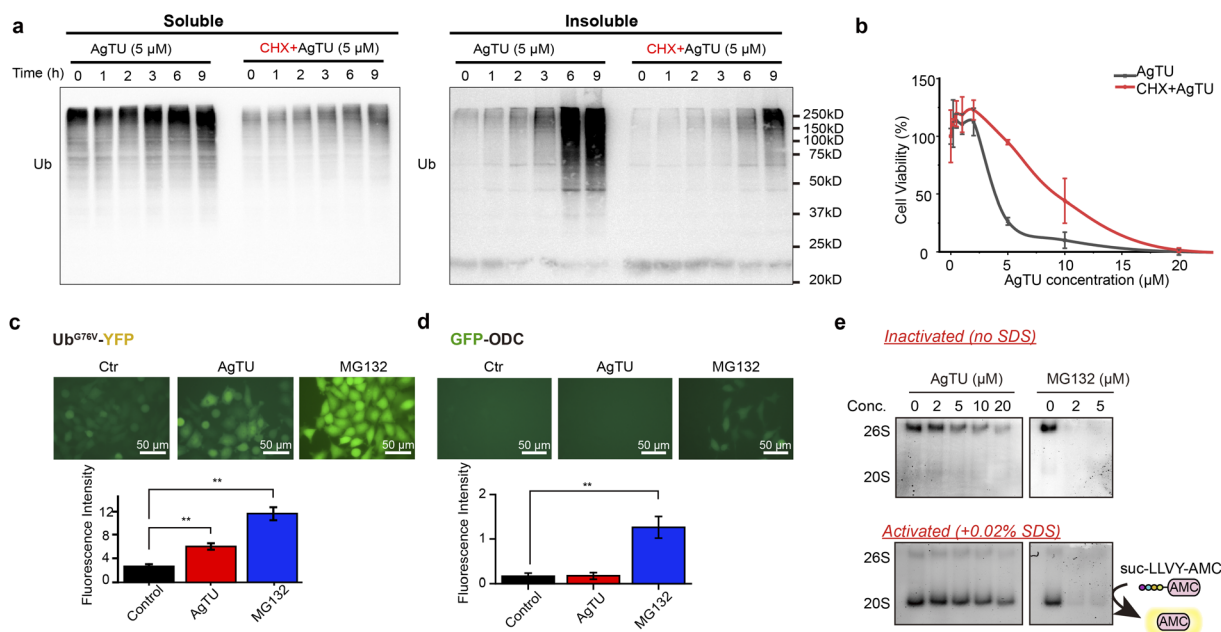 a
Soluble
Insoluble
AgTU (5 µM)
CHX+AgTU (5 µM)
AgTU (5 µM)
CHX+AgTU (5 µM)
Time (h) 0 1 2 3 6 9 0 1 2 3 6 9
0 1 2 3 6 9 0 1 2 3 6 9
Ub
Ub
250kD
150kD
100kD
75kD
50kD
37kD
25kD
20kD
b
AgTU
CHX+AgTU
Cell Viability (%)
150
100
50
0
0 5 10 15 20
AgTU concentration (µM)
c
Ub^G76V-YFP
Ctr AgTU MG132
50 µm 50 µm 50 µm
Fluorescence Intensity
12
8
4
0
**
**
Control AgTU MG132
d
GFP-ODC
Ctr AgTU MG132
50 µm 50 µm 50 µm
Fluorescence Intensity
2
1
0
**
Control AgTU MG132
e
Inactivated (no SDS)
AgTU (µM) MG132 (µM)
Conc. 0 2 5 10 20 0 2 5
26S
20S
Activated (+0.02% SDS)
26S
20S
suc-LLVY-AMC
AMC
AMC